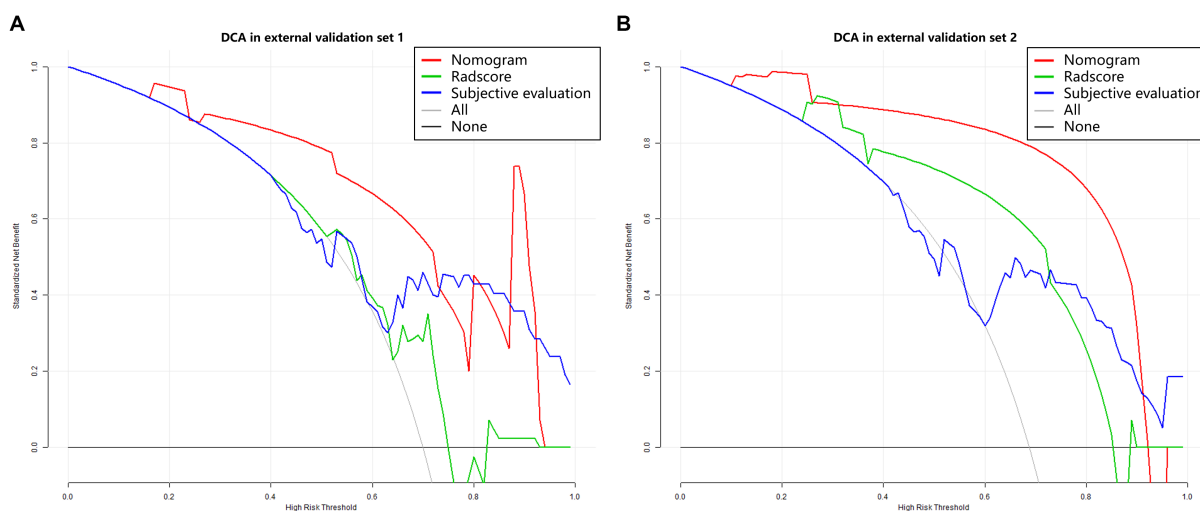 A
DCA in external validation set 1
Nomogram
Radscore
Subjective evaluation
All
None
Standardized Net Benefit
1.0
0.8
0.6
0.4
0.2
0.0
0.0 0.2 0.4 0.6 0.8 1.0
High Risk Threshold
B
DCA in external validation set 2
Nomogram
Radscore
Subjective evaluation
All
None
Standardized Net Benefit
1.0
0.8
0.6
0.4
0.2
0.0
0.0 0.2 0.4 0.6 0.8 1.0
High Risk Threshold